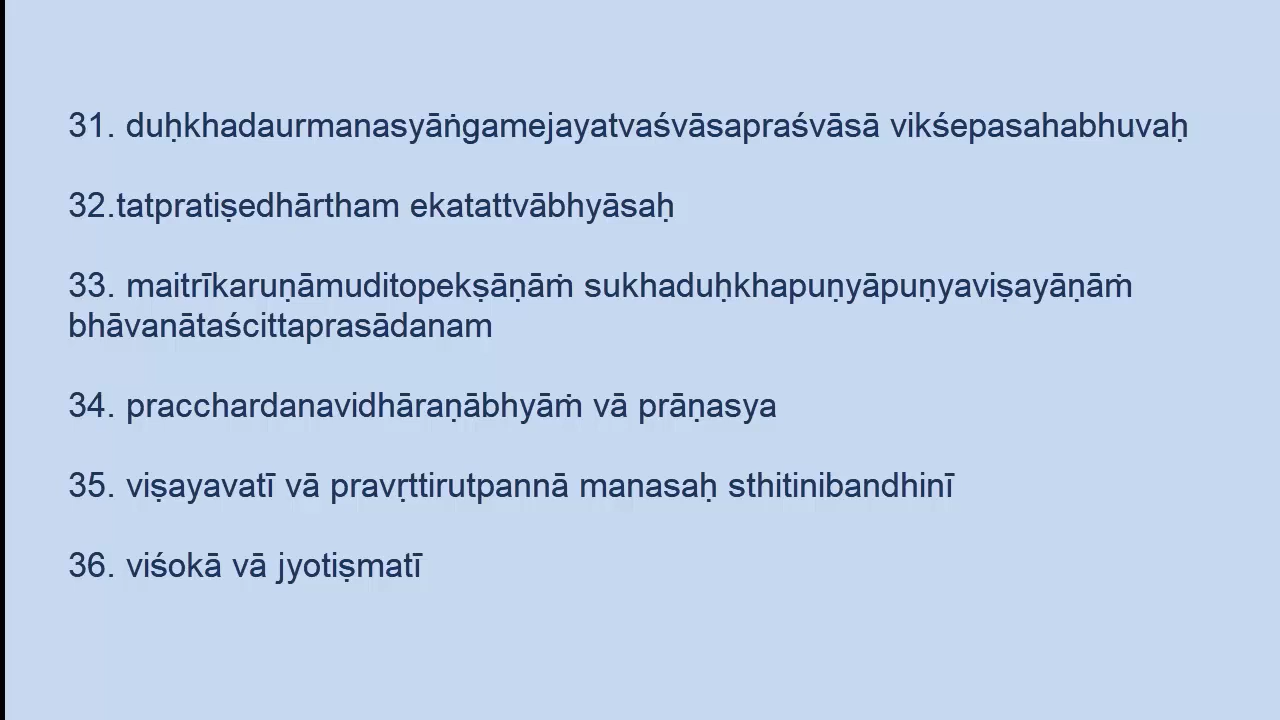 31. duḥkhadaurmanasyāṅgamejayatvaśvāsapraśvāsā vikśepasahabhuvaḥ
32.tatpratiṣedhārtham ekatattvābhyāsaḥ
33. maitrīkaruṇāmuditopekṣāṇāṁ sukhaduḥkhapuṇyāpuṇyaviṣayāṇāṁ
bhāvanātaścittaprasādanam
34. pracchardanavidhāraṇābhyāṁ vā prāṇasya
35. viṣayavatī vā pravṛttirutpannā manasaḥ sthitinibandhinī
36. viśokā vā jyotiṣmatī